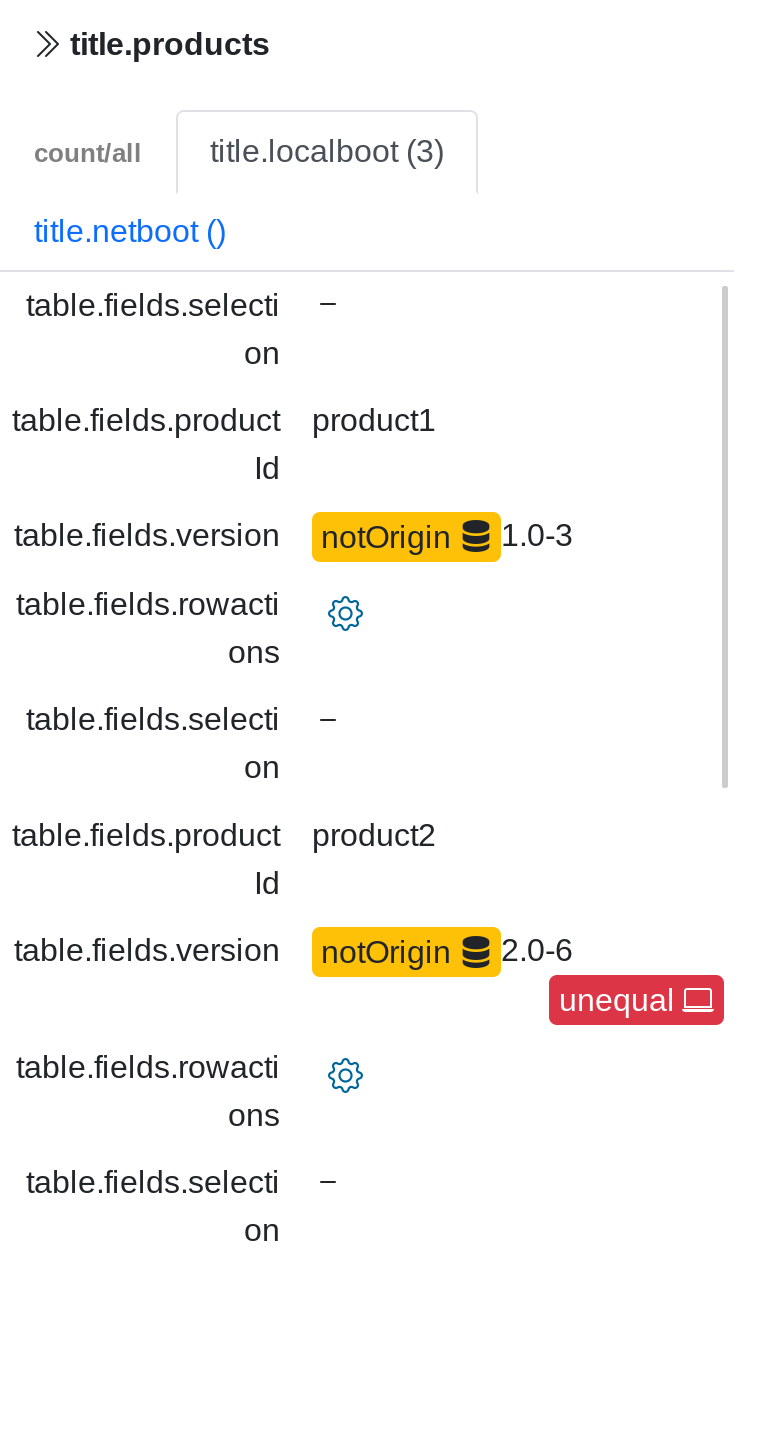 title.products
count/all
title.localboot (3)
title.netboot ()
table.fields.selecti
on
–
table.fields.product
Id
product1
table.fields.version
notOrigin 1.0-3
table.fields.rowacti
ons
table.fields.selecti
on
–
table.fields.product
Id
product2
table.fields.version
notOrigin 2.0-6
unequal
table.fields.rowacti
ons
table.fields.selecti
on
–